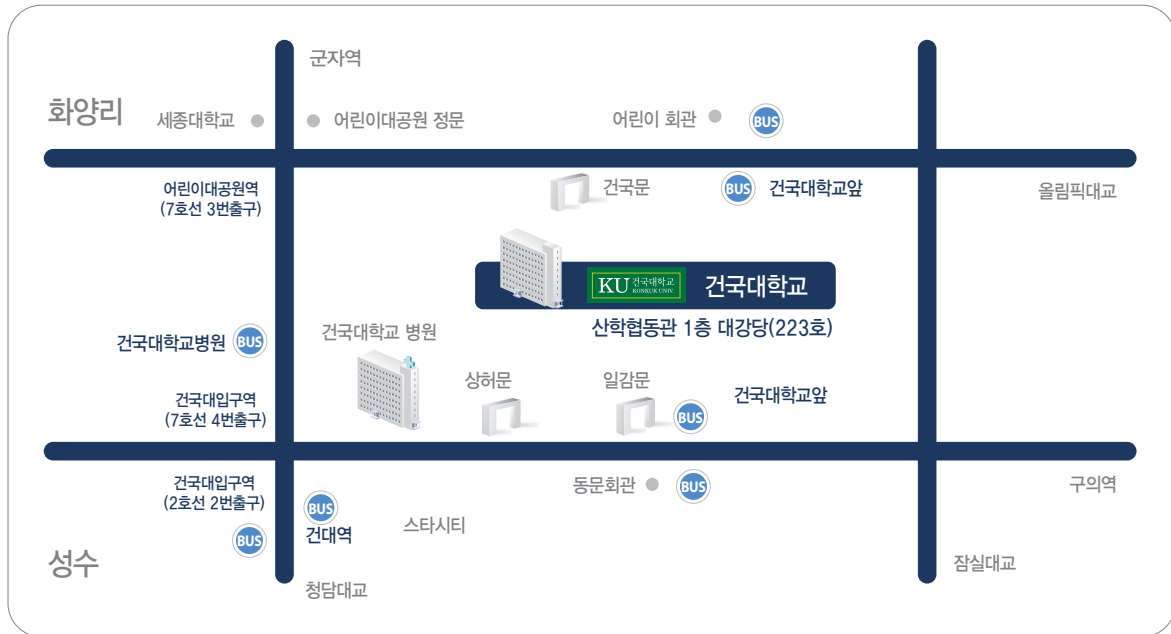 군자역
화양리
세종대학교
어린이대공원 정문
어린이 회관
BUS
어린이대공원역
(7호선 3번출구)
건국문
BUS
건국대학교앞
올림픽대교
KU 건국대학교
KONKUK UNIV.
건국대학교
산학협동관 1층 대강당(223호)
건국대학교병원
BUS
건국대학교 병원
상허문
일감문
건국대학교앞
BUS
건국대입구역
(7호선 4번출구)
건국대입구역
(2호선 2번출구)
동문회관
BUS
구의역
BUS
건대역
스타시티
BUS
성수
청담대교
잠실대교